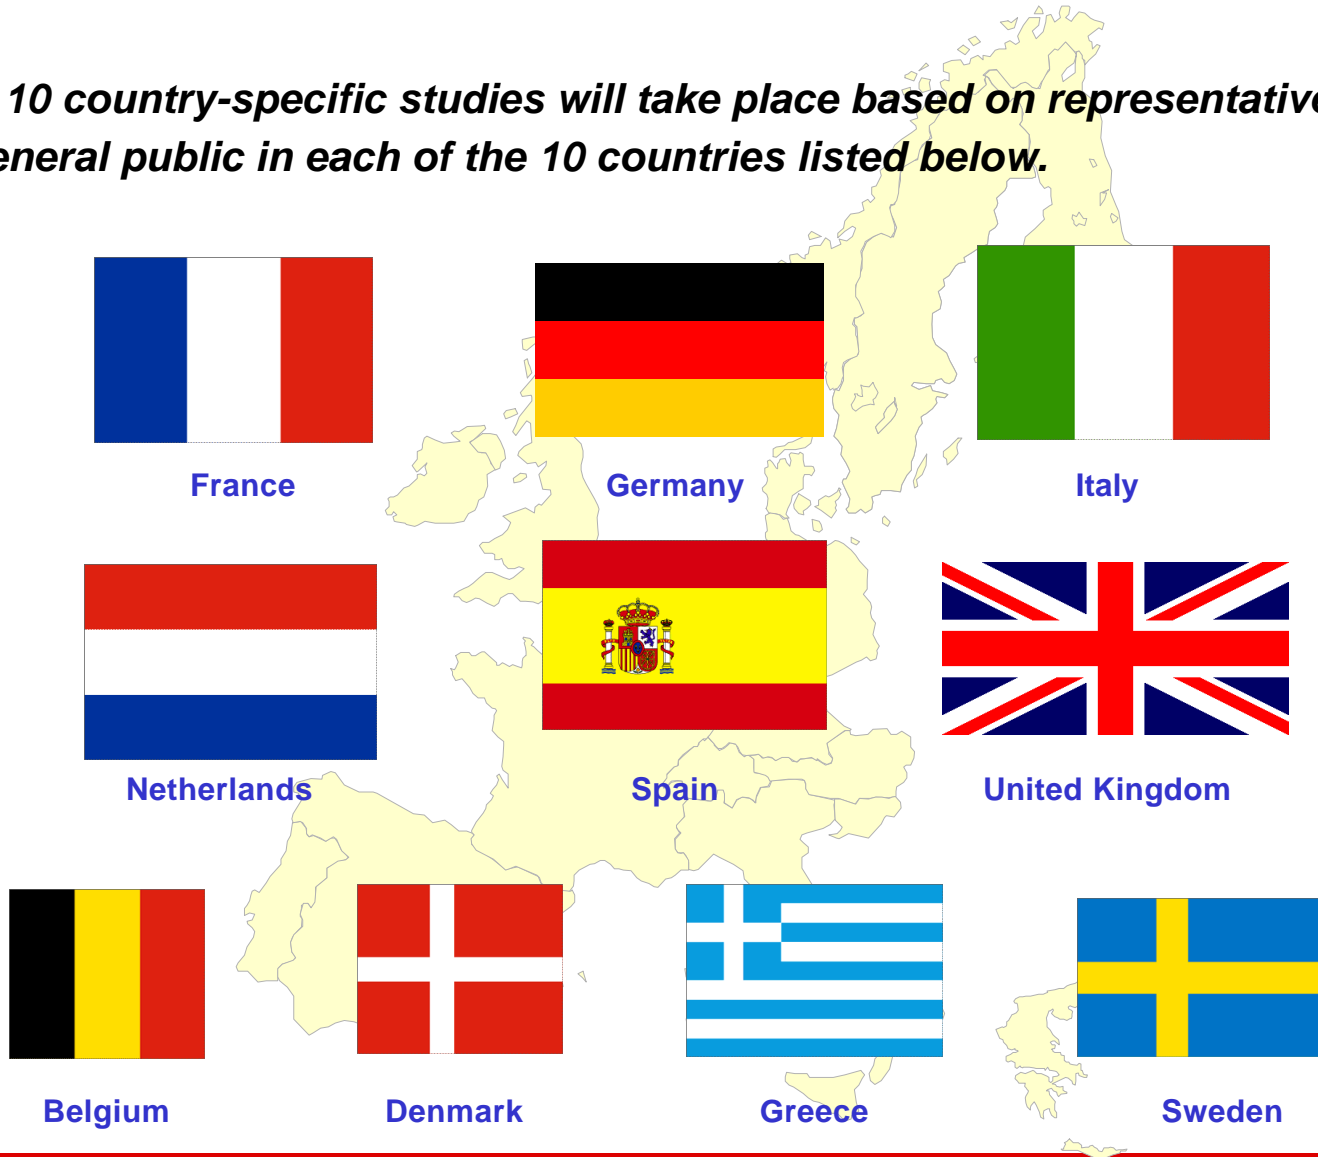 10 country-specific studies will take place based on representative
eneral public in each of the 10 countries listed below.
France Germany Italy
Netherlands Spain United Kingdom
Belgium Denmark Greece Sweden